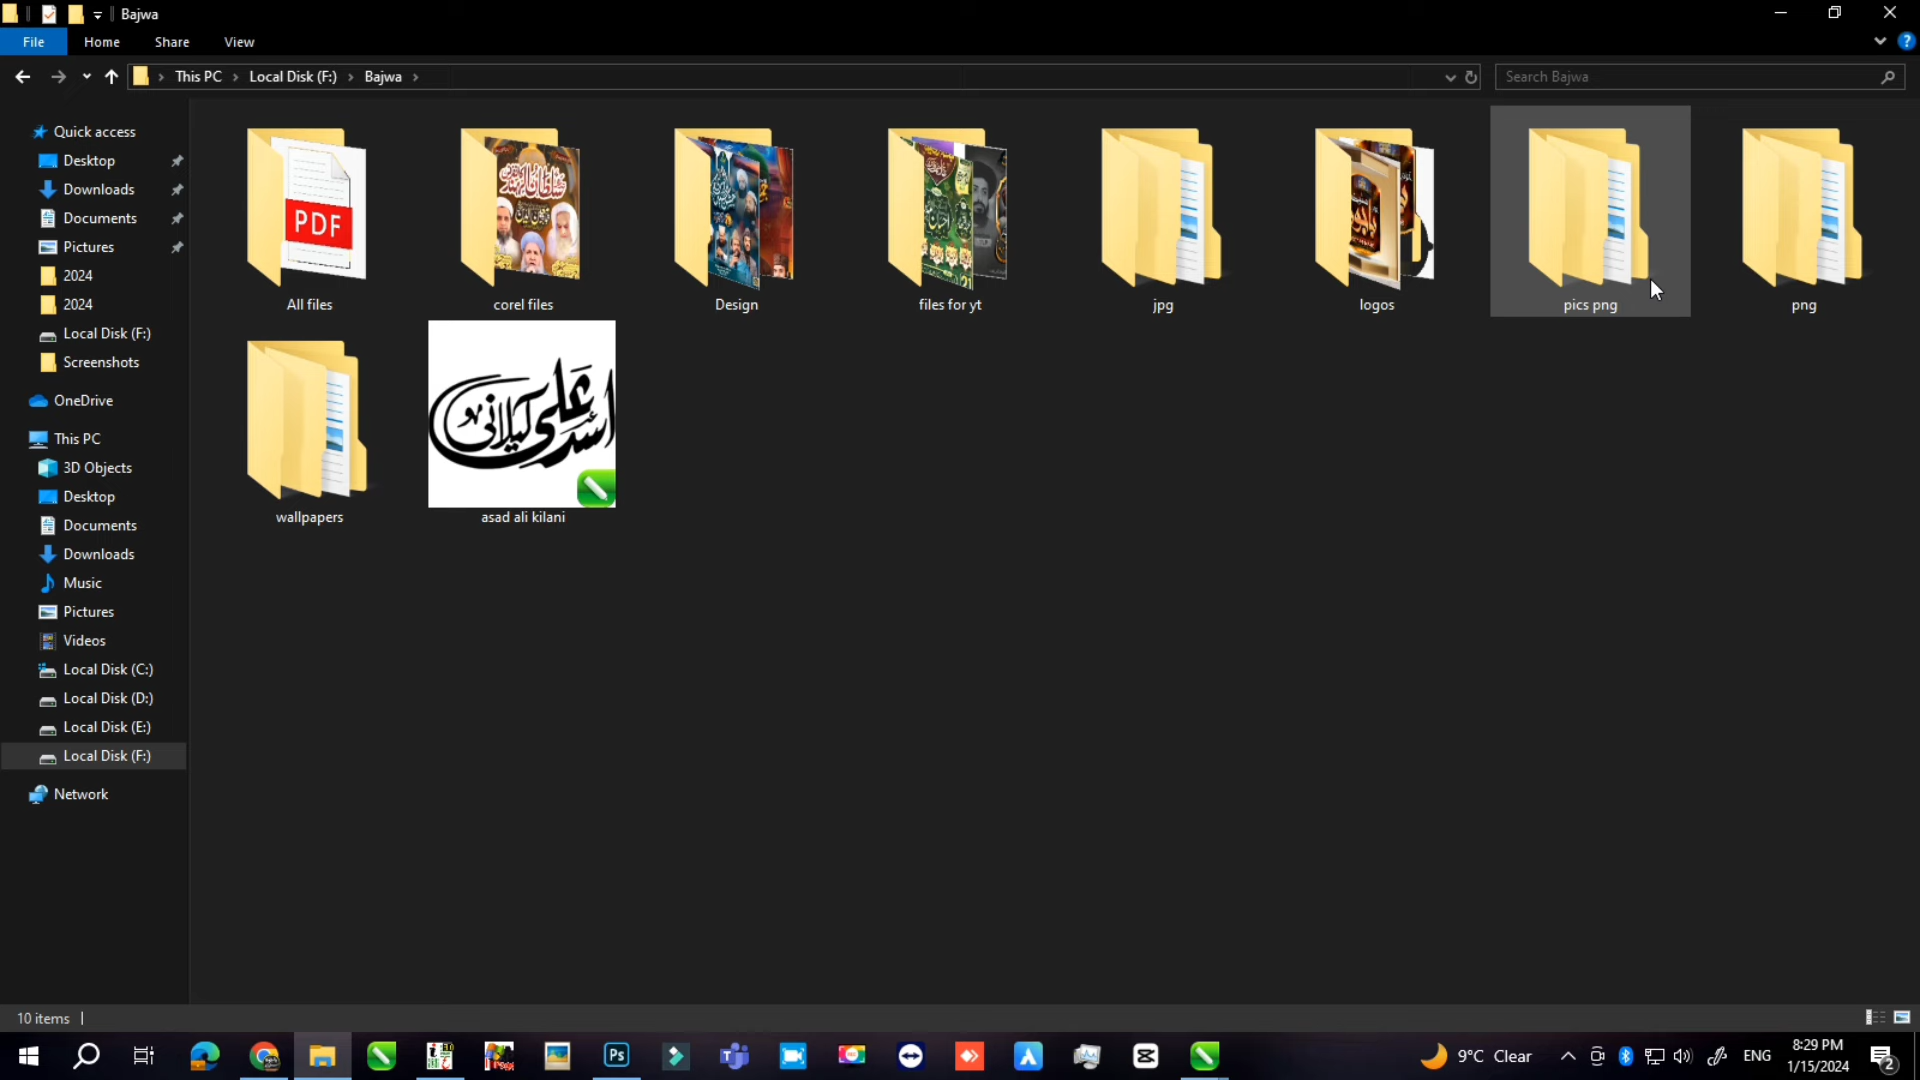 Bajwa
File Home Share View
This PC Local Disk (F:) Bajwa
Search Bajwa
Quick access
Desktop
Downloads
Documents
Pictures
2024
2024
Local Disk (F:)
Screenshots
OneDrive
This PC
3D Objects
Desktop
Documents
Downloads
Music
Pictures
Videos
Local Disk (C:)
Local Disk (D:)
Local Disk (E:)
Local Disk (F:)
Network
PDF
All files corel files Design files for yt jpg logos pics png png
اسد علی گیلانی
wallpapers asad ali kilani
10 items
Ps
9°C Clear
ENG
8:29 PM
1/15/2024
2